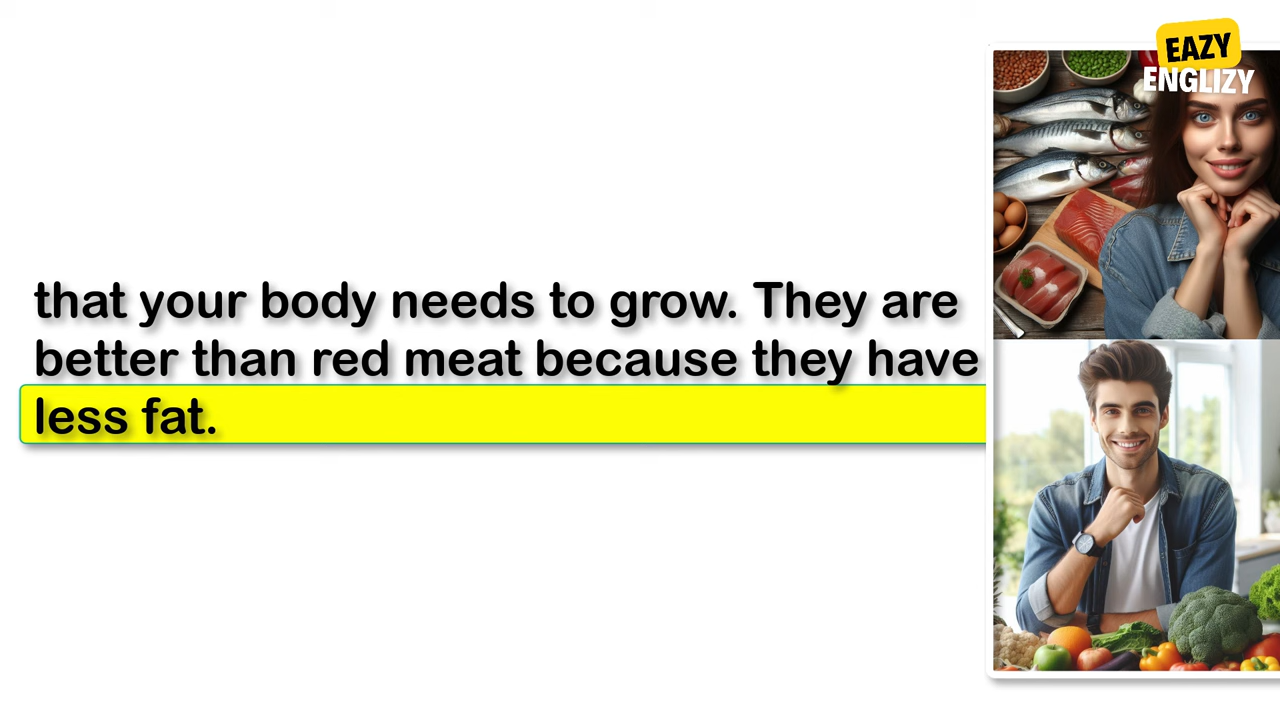 EAZY
ENGLIZY
that your body needs to grow. They are
better than red meat because they have
less fat.